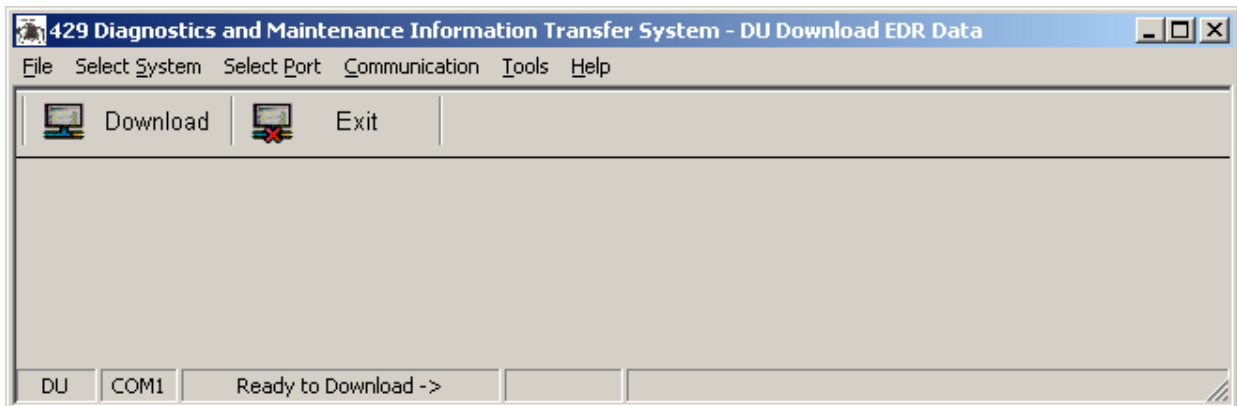 429 Diagnostics and Maintenance Information Transfer System - DU Download EDR Data
File Select System Select Port Communication Tools Help
Download Exit
DU COM1 Ready to Download ->